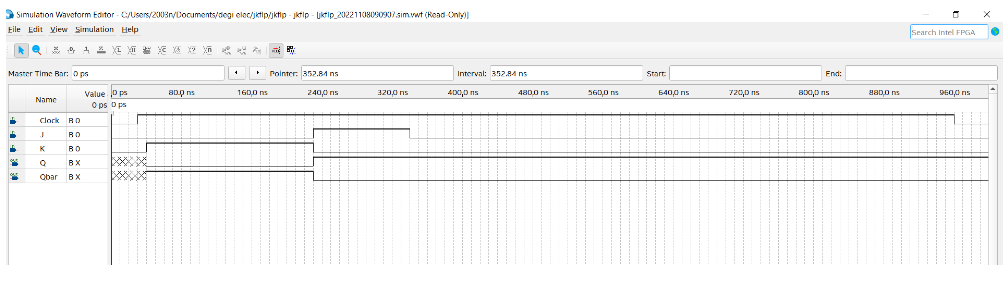 Simulation Waveform Editor - C:/Users/2003n/Documents/degi elec/jkflp/jkflp - jkflp - [jkflp_20221108090907.sim.vwf (Read-Only)]
File Edit View Simulation Help
Search Intel FPGA
Master Time Bar: 0 ps Pointer: 352.84 ns Interval: 352.84 ns Start: End:
Name Value 0 ps
0 ps 80.0 ns 160.0 ns 240.0 ns 320.0 ns 400.0 ns 480.0 ns 560.0 ns 640.0 ns 720.0 ns 800.0 ns 880.0 ns 960.0 ns
0 ps
Clock B 0
J B 0
K B 0
Q B X
Qbar B X